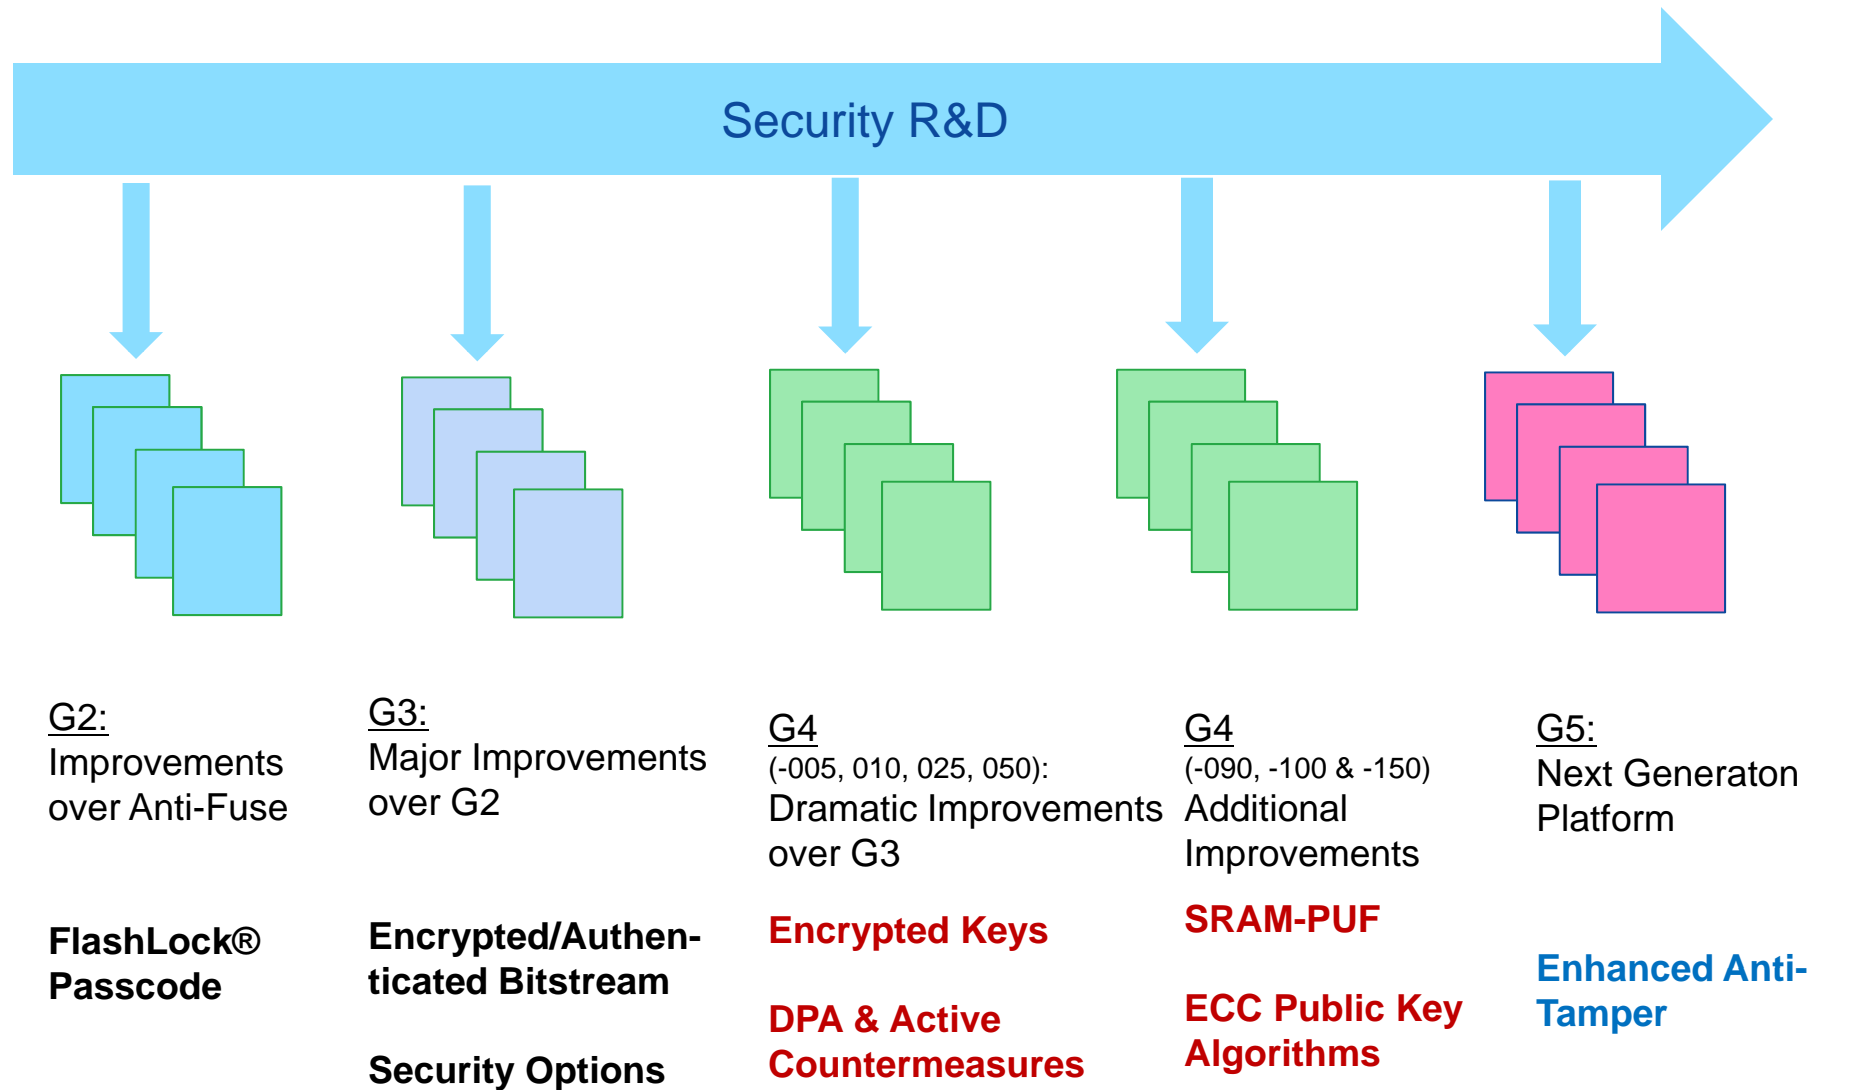 Security R&D
G2:
Improvements
over Anti-Fuse
FlashLock®
Passcode
G3:
Major Improvements
over G2
Encrypted/Authen-
ticated Bitstream
Security Options
G4
(-005, 010, 025, 050):
Dramatic Improvements
over G3
Encrypted Keys
DPA & Active
Countermeasures
G4
(-090, -100 & -150)
Additional
Improvements
SRAM-PUF
ECC Public Key
Algorithms
G5:
Next Generaton
Platform
Enhanced Anti-
Tamper